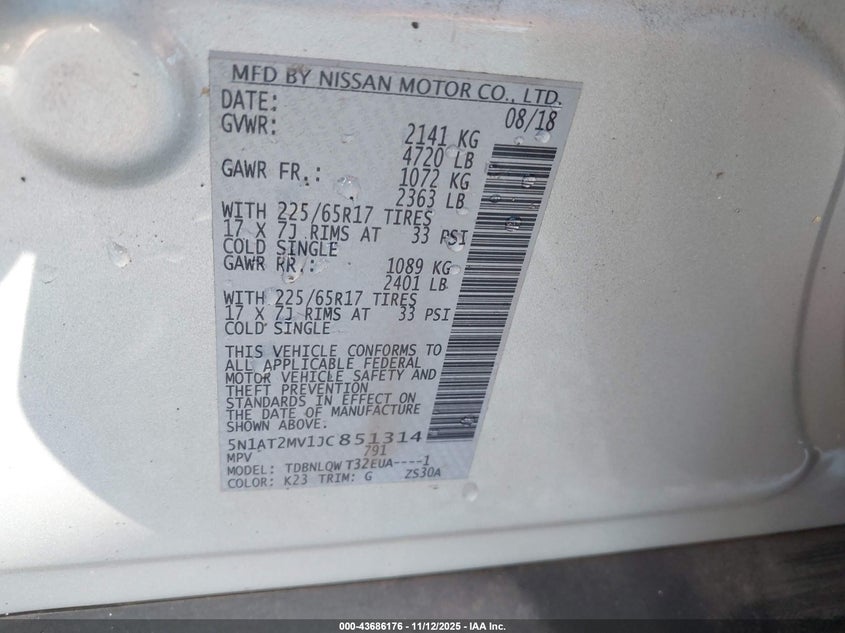 MFD BY NISSAN MOTOR CO., LTD.
DATE: 08/18
GVWR: 2141 KG
4720 LB
GAWR FR.: 1072 KG
2363 LB
WITH 225/65R17 TIRES
17 X 7J RIMS AT 33 PSI
COLD SINGLE
GAWR RR.: 1089 KG
2401 LB
WITH 225/65R17 TIRES
17 X 7J RIMS AT 33 PSI
COLD SINGLE
THIS VEHICLE CONFORMS TO
ALL APPLICABLE FEDERAL
MOTOR VEHICLE SAFETY AND
THEFT PREVENTION
STANDARDS IN EFFECT ON
THE DATE OF MANUFACTURE
SHOWN ABOVE.
5N1AT2MV1JC851314
MPV 791
MODEL: TDBNLQW T32EUA----1
COLOR: K23 TRIM: G ZS30A
000-43686176 - 11/12/2025 - IAA Inc.